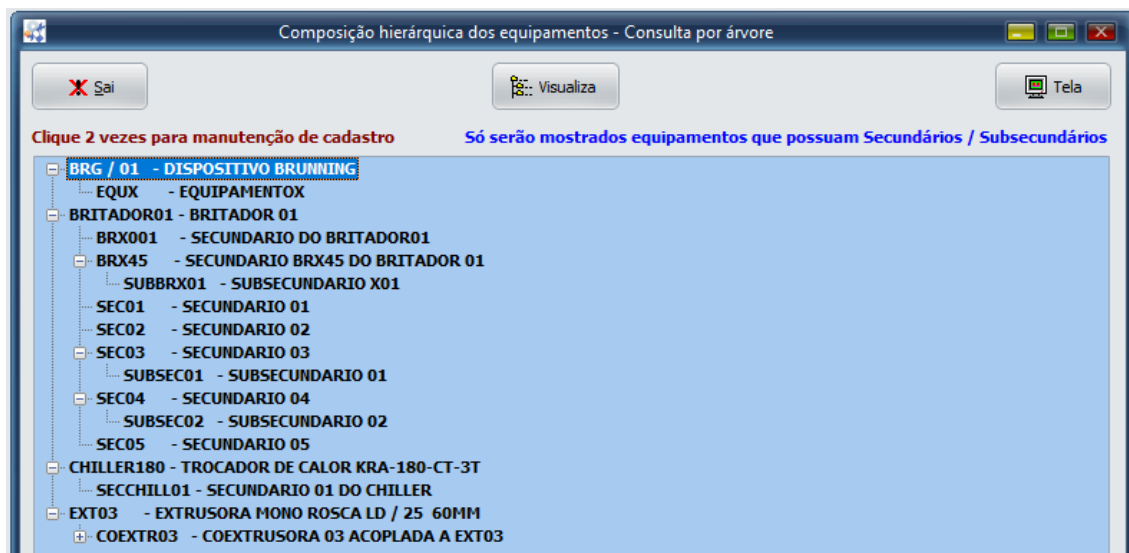 Composição hierárquica dos equipamentos - Consulta por árvore
Sai Visualiza Tela
Clique 2 vezes para manutenção de cadastro Só serão mostrados equipamentos que possuam Secundários / Subsecundários
BRG / 01 - DISPOSITIVO BRUNNING
EQUX - EQUIPAMENTOX
BRITADOR01 - BRITADOR 01
BRX001 - SECUNDARIO DO BRITADOR01
BRX45 - SECUNDARIO BRX45 DO BRITADOR 01
SUBBRX01 - SUBSECUNDARIO X01
SEC01 - SECUNDARIO 01
SEC02 - SECUNDARIO 02
SEC03 - SECUNDARIO 03
SUBSEC01 - SUBSECUNDARIO 01
SEC04 - SECUNDARIO 04
SUBSEC02 - SUBSECUNDARIO 02
SEC05 - SECUNDARIO 05
CHILLER180 - TROCADOR DE CALOR KRA-180-CT-3T
SECCHILL01 - SECUNDARIO 01 DO CHILLER
EXT03 - EXTRUSORA MONO ROSCA LD / 25 60MM
COEXTR03 - COEXTRUSORA 03 ACOPLADA A EXT03